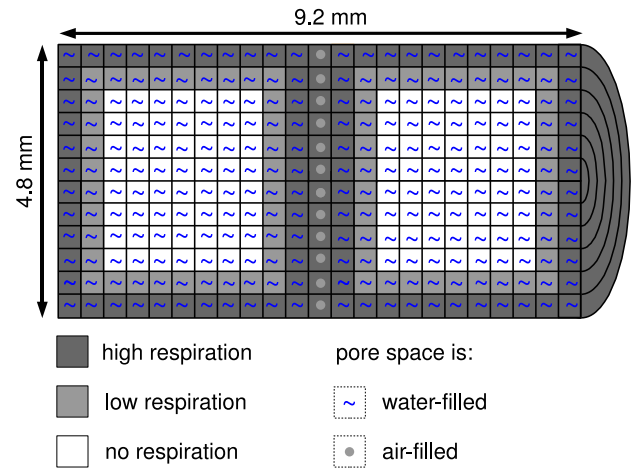 9.2 mm
4.8 mm
high respiration
pore space is:
low respiration
~ water-filled
no respiration
air-filled